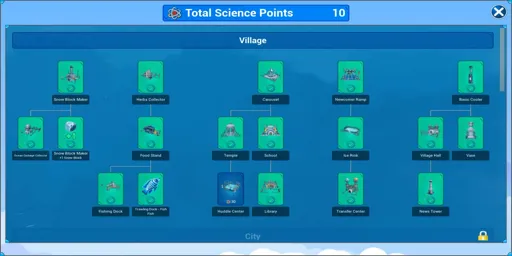 Total Science Points 10
Village
Snow Block Maker
Herbs Collector
Carousel
Newcomer Ramp
Basic Cooler
Snow Block Maker
Food Stand
Temple
School
Ice Rink
Village Hall
Vase
Fishing Dock
Huddle Center
Library
Transfer Center
News Tower
City